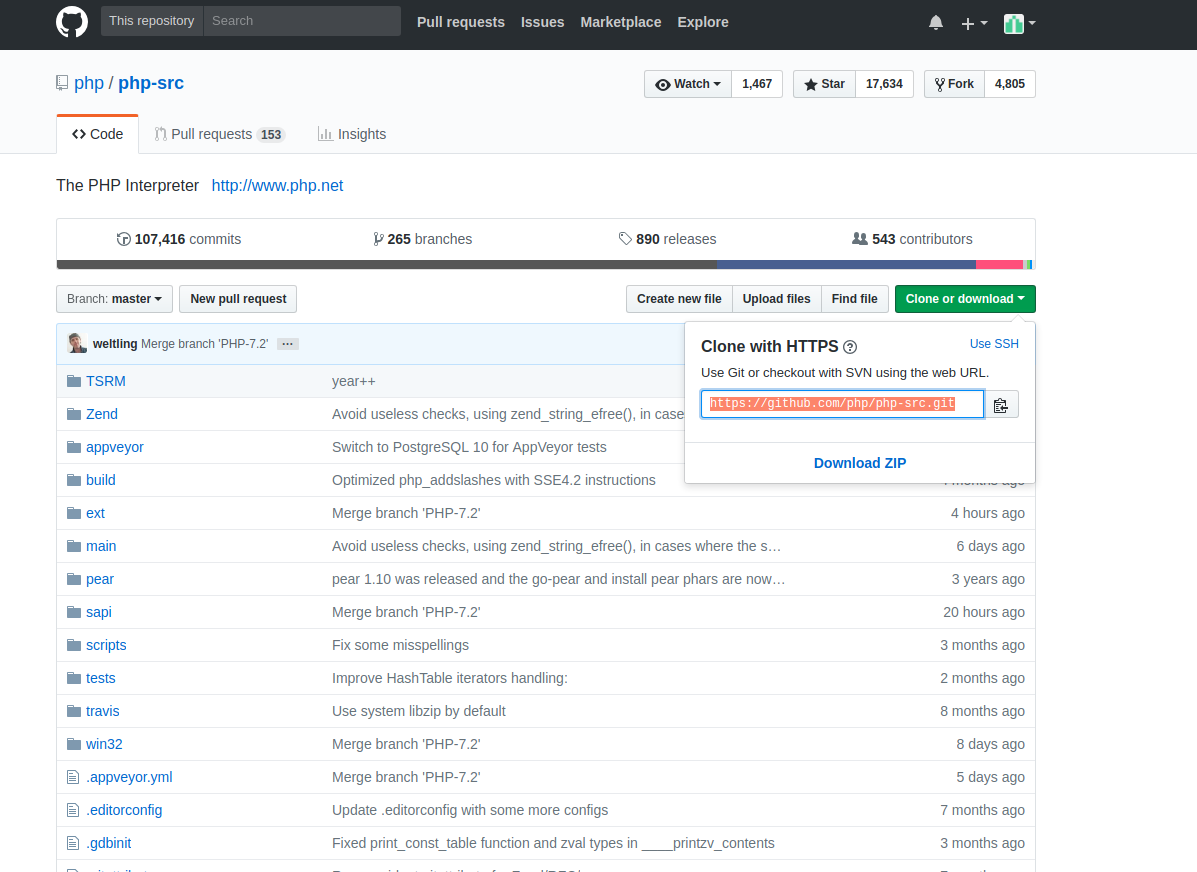 This repository Search Pull requests Issues Marketplace Explore
php / php-src Watch 1,467 Star 17,634 Fork 4,805
Code Pull requests 153 Insights
The PHP Interpreter http://www.php.net
107,416 commits 265 branches 890 releases 543 contributors
Branch: master New pull request Create new file Upload files Find file Clone or download
weltling Merge branch 'PHP-7.2' …
Clone with HTTPS Use SSH
Use Git or checkout with SVN using the web URL.
https://github.com/php/php-src.git
Download ZIP
TSRM year++
Zend Avoid useless checks, using zend_string_efree(), in cases
appveyor Switch to PostgreSQL 10 for AppVeyor tests
build Optimized php_addslashes with SSE4.2 instructions months ago
ext Merge branch 'PHP-7.2' 4 hours ago
main Avoid useless checks, using zend_string_efree(), in cases where the s… 6 days ago
pear pear 1.10 was released and the go-pear and install pear phars are now… 3 years ago
sapi Merge branch 'PHP-7.2' 20 hours ago
scripts Fix some misspellings 3 months ago
tests Improve HashTable iterators handling: 2 months ago
travis Use system libzip by default 8 months ago
win32 Merge branch 'PHP-7.2' 8 days ago
.appveyor.yml Merge branch 'PHP-7.2' 5 days ago
.editorconfig Update .editorconfig with some more configs 7 months ago
.gdbinit Fixed print_const_table function and zval types in ____printzv_contents 3 months ago